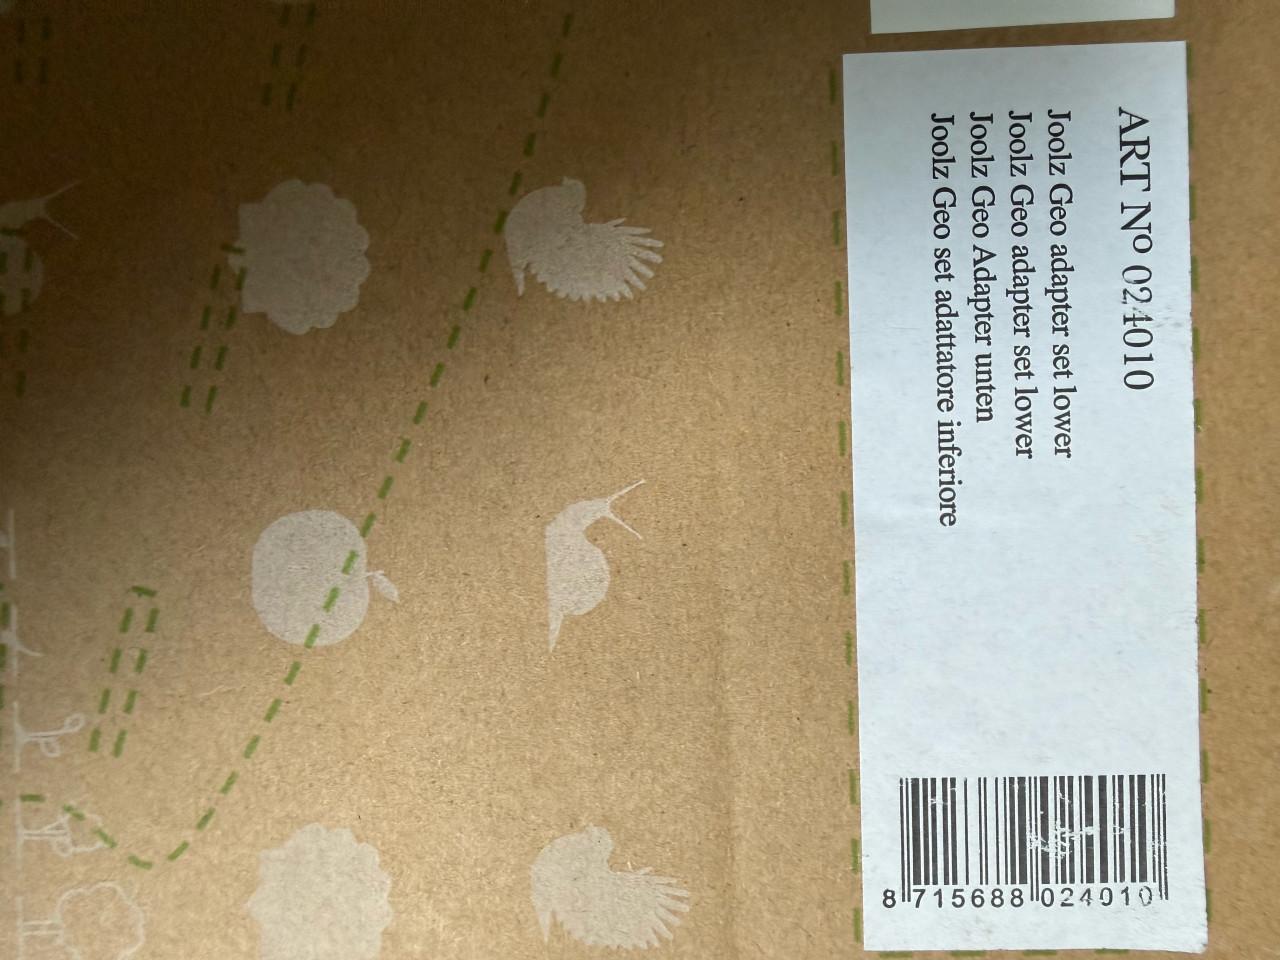 ART Nº 024010
Joolz Geo adapter set lower
Joolz Geo adapter set lower
Joolz Geo Adapter unten
Joolz Geo set adattatore inferiore
8 715688 024010